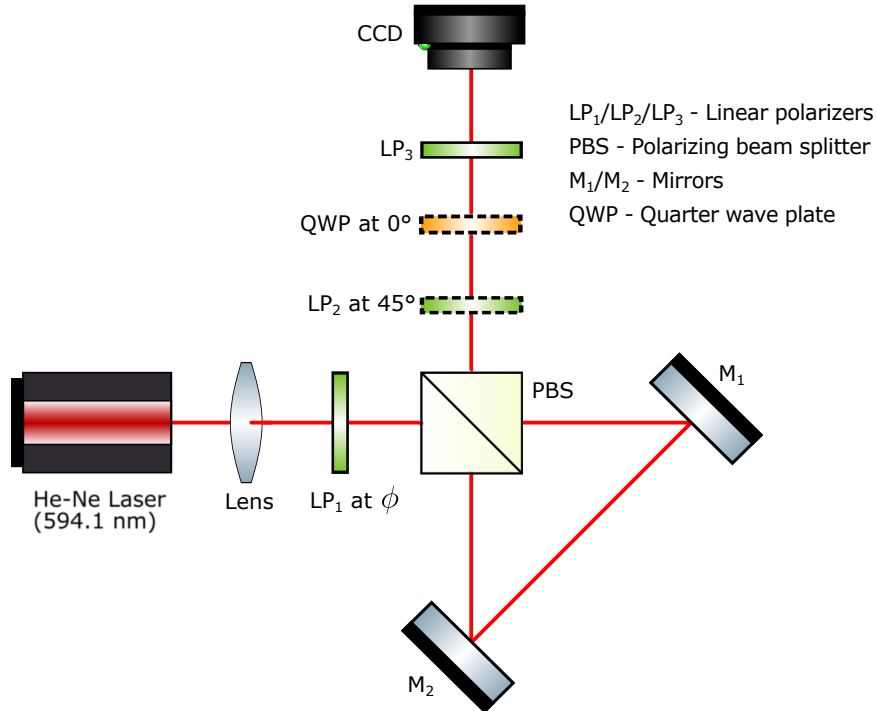 CCD
LP₁/LP₂/LP₃ - Linear polarizers
PBS - Polarizing beam splitter
M₁/M₂ - Mirrors
QWP - Quarter wave plate
LP₃
QWP at 0°
LP₂ at 45°
PBS
M₁
He-Ne Laser
(594.1 nm)
Lens
LP₁ at ϕ
M₂